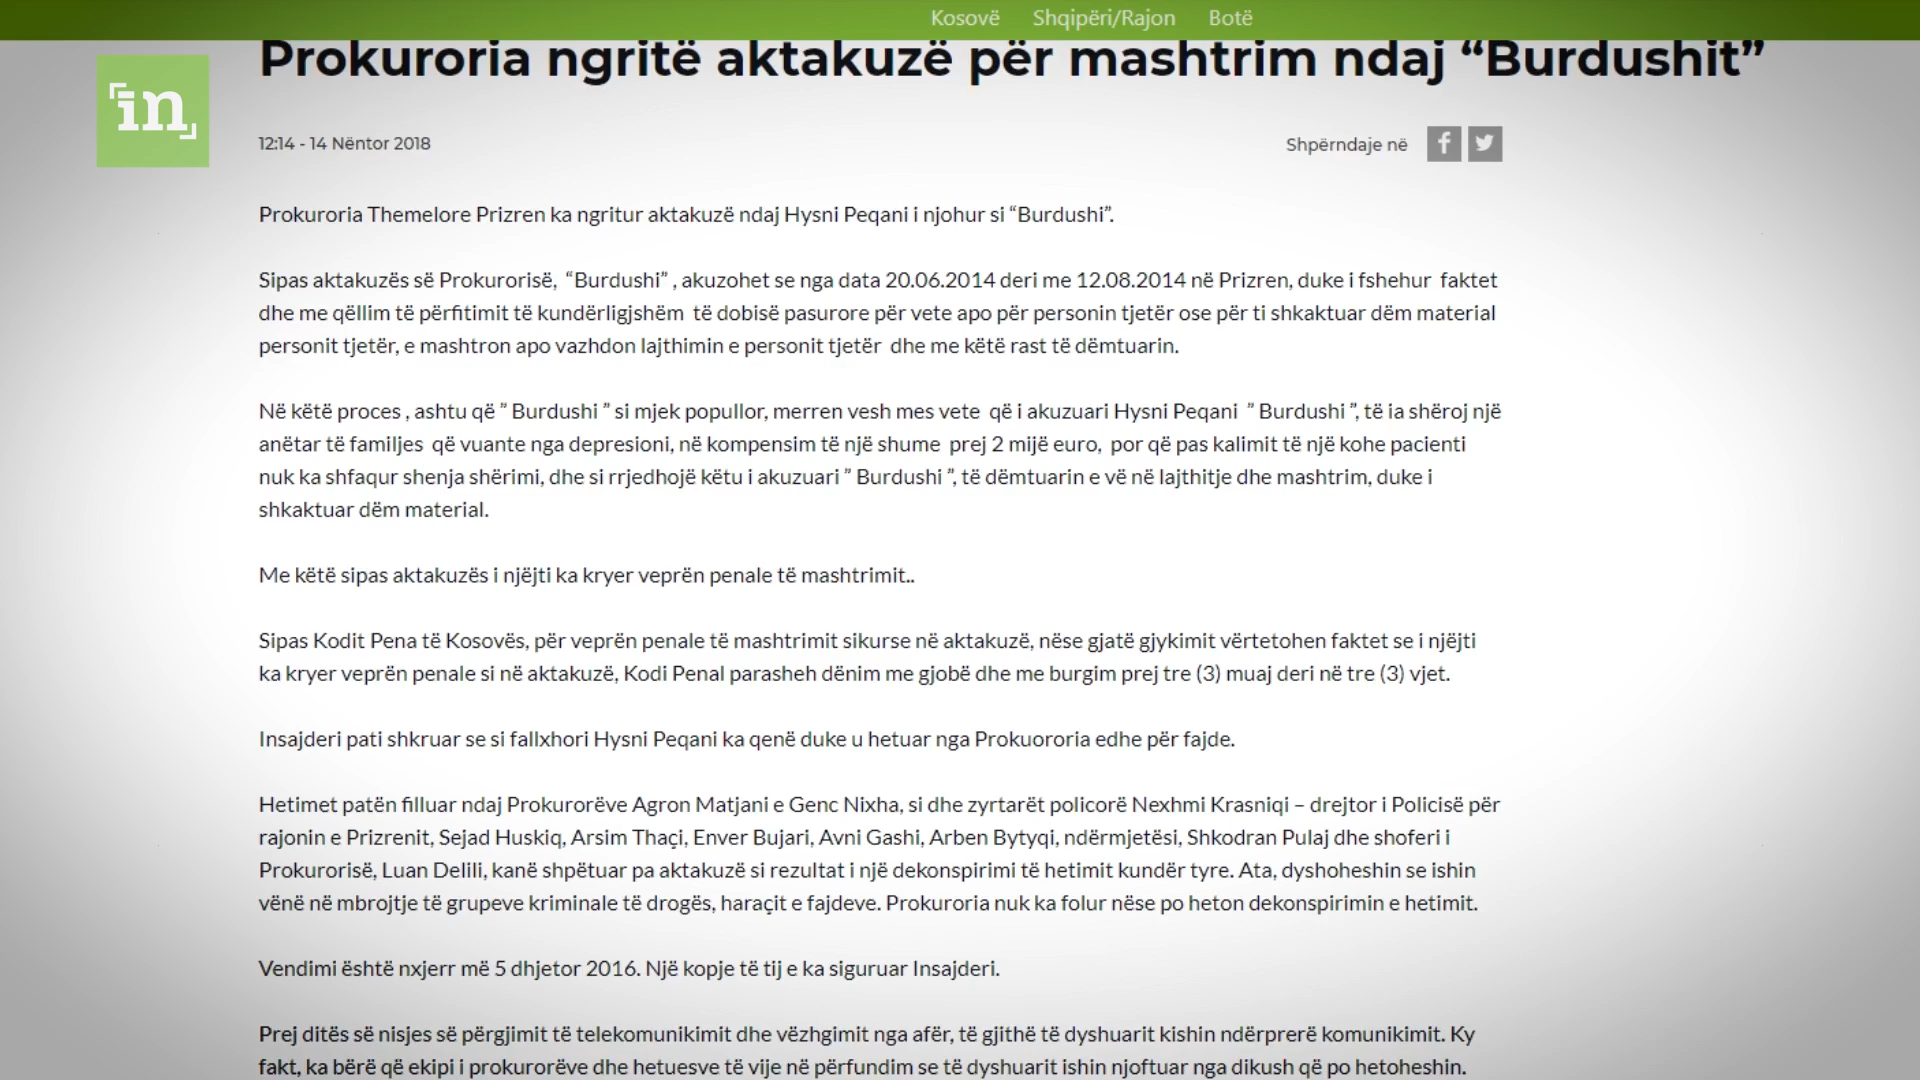 Kosovë Shqipëri/Rajon Botë
Prokuroria ngritë aktakuzë për mashtrim ndaj “Burdushit”
in
12:14 - 14 Nëntor 2018
Shpërndaje në
Prokuroria Themelore Prizren ka ngritur aktakuzë ndaj Hysni Peqani i njohur si “Burdushi”.
Sipas aktakuzës së Prokurorisë, “Burdushi” , akuzohet se nga data 20.06.2014 deri me 12.08.2014 në Prizren, duke i fshehur faktet
dhe me qëllim të përfitimit të kundërligjshëm të dobisë pasurore për vete apo për personin tjetër ose për ti shkaktuar dëm material
personit tjetër, e mashtron apo vazhdon lajthimin e personit tjetër dhe me këtë rast të dëmtuarin.
Në këtë proces , ashtu që ” Burdushi ” si mjek popullor, merren vesh mes vete që i akuzuari Hysni Peqani ” Burdushi ”, të ia shëroj një
anëtar të familjes që vuante nga depresioni, në kompensim të një shume prej 2 mijë euro, por që pas kalimit të një kohe pacienti
nuk ka shfaqur shenja shërimi, dhe si rrjedhojë këtu i akuzuari ” Burdushi ”, të dëmtuarin e vë në lajthitje dhe mashtrim, duke i
shkaktuar dëm material.
Me këtë sipas aktakuzës i njëjti ka kryer veprën penale të mashtrimit..
Sipas Kodit Pena të Kosovës, për veprën penale të mashtrimit sikurse në aktakuzë, nëse gjatë gjykimit vërtetohen faktet se i njëjti
ka kryer veprën penale si në aktakuzë, Kodi Penal parasheh dënim me gjobë dhe me burgim prej tre (3) muaj deri në tre (3) vjet.
Insajderi pati shkruar se si fallxhori Hysni Peqani ka qenë duke u hetuar nga Prokuororia edhe për fajde.
Hetimet patën filluar ndaj Prokurorëve Agron Matjani e Genc Nixha, si dhe zyrtarët policorë Nexhmi Krasniqi – drejtor i Policisë për
rajonin e Prizrenit, Sejad Huskiq, Arsim Thaçi, Enver Bujari, Avni Gashi, Arben Bytyqi, ndërmjetësi, Shkodran Pulaj dhe shoferi i
Prokurorisë, Luan Delili, kanë shpëtuar pa aktakuzë si rezultat i një dekonspirimi të hetimit kundër tyre. Ata, dyshoheshin se ishin
vënë në mbrojtje të grupeve kriminale të drogës, haraçit e fajdeve. Prokuroria nuk ka folur nëse po heton dekonspirimin e hetimit.
Vendimi është nxjerr më 5 dhjetor 2016. Një kopje të tij e ka siguruar Insajderi.
Prej ditës së nisjes së përgjimit të telekomunikimit dhe vëzhgimit nga afër, të gjithë të dyshuarit kishin ndërprerë komunikimit. Ky
fakt, ka bërë që ekipi i prokurorëve dhe hetuesve të vije në përfundim se të dyshuarit ishin njoftuar nga dikush që po hetoheshin.